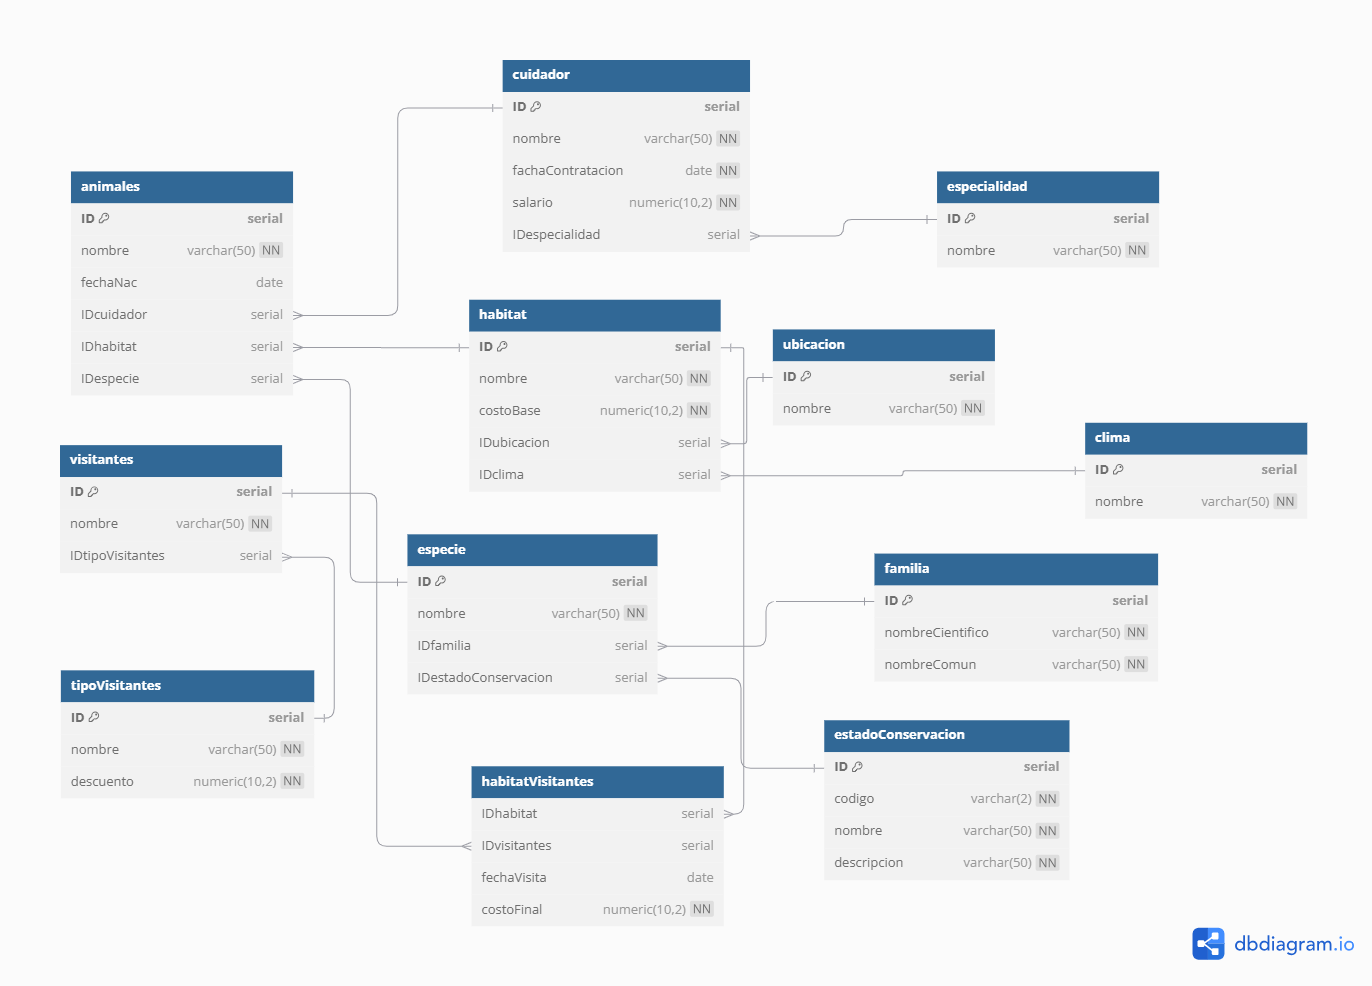 cuidador
ID serial
nombre varchar(50) NN
fachaContratacion date NN
salario numeric(10,2) NN
IDespecialidad serial
animales
ID serial
nombre varchar(50) NN
fechaNac date
IDcuidador serial
IDhabitat serial
IDespecie serial
especialidad
ID serial
nombre varchar(50) NN
habitat
ID serial
nombre varchar(50) NN
costoBase numeric(10,2) NN
IDubicacion serial
IDclima serial
ubicacion
ID serial
nombre varchar(50) NN
clima
ID serial
nombre varchar(50) NN
visitantes
ID serial
nombre varchar(50) NN
IDtipoVisitantes serial
especie
ID serial
nombre varchar(50) NN
IDfamilia serial
IDestadoConservacion serial
familia
ID serial
nombreCientifico varchar(50) NN
nombreComun varchar(50) NN
tipoVisitantes
ID serial
nombre varchar(50) NN
descuento numeric(10,2) NN
estadoConservacion
ID serial
codigo varchar(2) NN
nombre varchar(50) NN
descripcion varchar(50) NN
habitatVisitantes
IDhabitat serial
IDvisitantes serial
fechaVisita date
costoFinal numeric(10,2) NN
dbdiagram.io